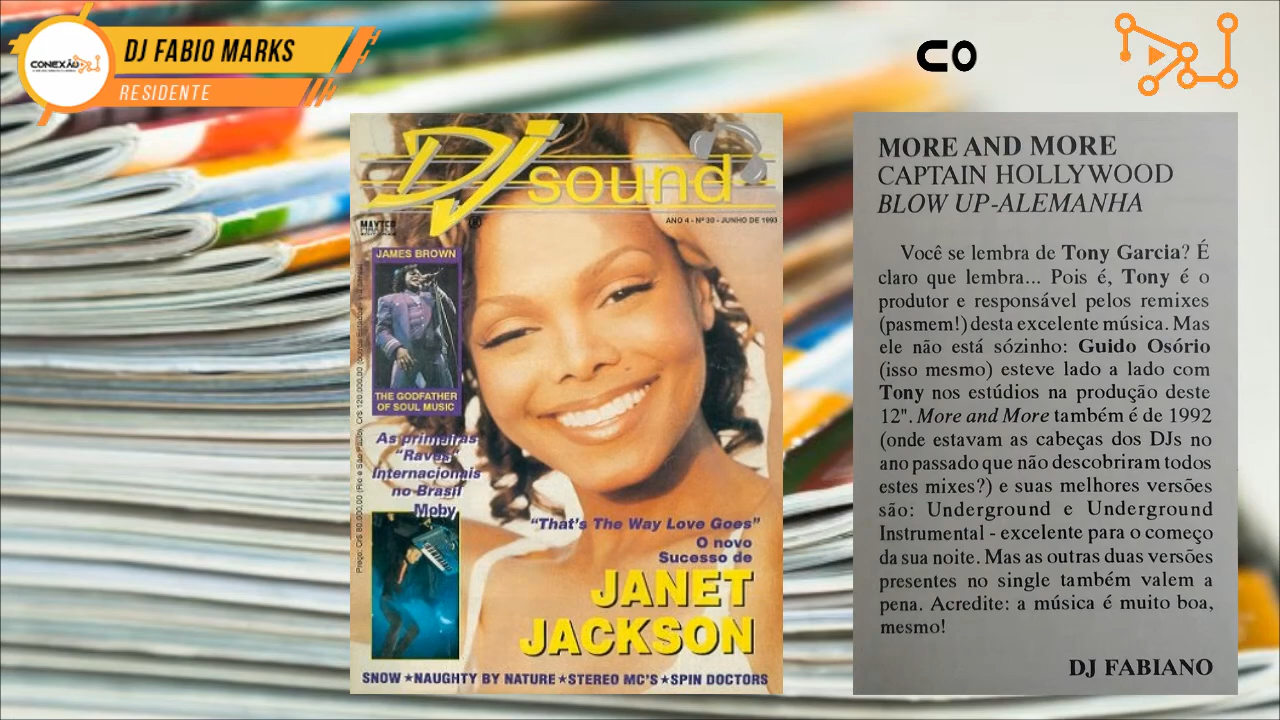 CONEXÃO
DJ FABIO MARKS
RESIDENTE
CO
DJ sound
MAXTER
ANO 4 - Nº 30 - JUNHO DE 1993
JAMES BROWN
THE GODFATHER
OF SOUL MUSIC
As primeiras
"Raves"
Internacionais
no Brasil
Moby
"That's The Way Love Goes"
O novo
Sucesso de
JANET
JACKSON
SNOW ★ NAUGHTY BY NATURE ★ STEREO MC'S ★ SPIN DOCTORS
MORE AND MORE
CAPTAIN HOLLYWOOD
BLOW UP-ALEMANHA
Você se lembra de Tony Garcia? É
claro que lembra... Pois é, Tony é o
produtor e responsável pelos remixes
(pasmem!) desta excelente música. Mas
ele não está sózinho: Guido Osório
(isso mesmo) esteve lado a lado com
Tony nos estúdios na produção deste
12". More and More também é de 1992
(onde estavam as cabeças dos DJs no
ano passado que não descobriram todos
estes mixes?) e suas melhores versões
são: Underground e Underground
Instrumental - excelente para o começo
da sua noite. Mas as outras duas versões
presentes no single também valem a
pena. Acredite: a música é muito boa,
mesmo!
DJ FABIANO